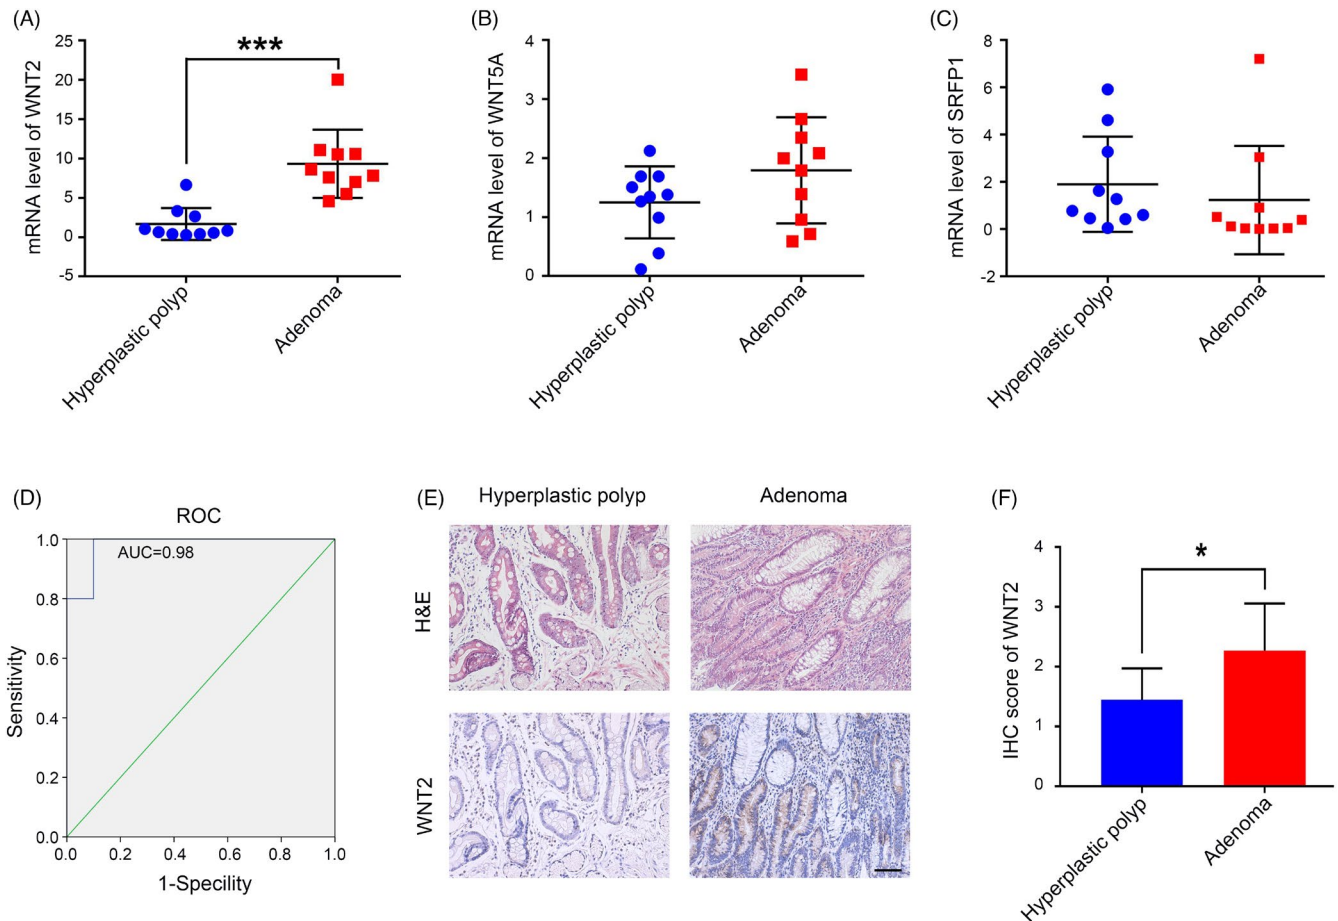 (A)
mRNA level of WNT2
25
20
15
10
5
0
-5
***
Hyperplastic polyp
Adenoma
(B)
mRNA level of WNT5A
4
3
2
1
0
Hyperplastic polyp
Adenoma
(C)
mRNA level of SRFP1
8
6
4
2
0
-2
Hyperplastic polyp
Adenoma
(D)
ROC
AUC=0.98
Sensitivity
1.0
0.8
0.6
0.4
0.2
0.0
0.0 0.2 0.4 0.6 0.8 1.0
1-Specility
(E)
Hyperplastic polyp
Adenoma
H&E
WNT2
(F)
IHC score of WNT2
4
3
2
1
0
*
Hyperplastic polyp
Adenoma